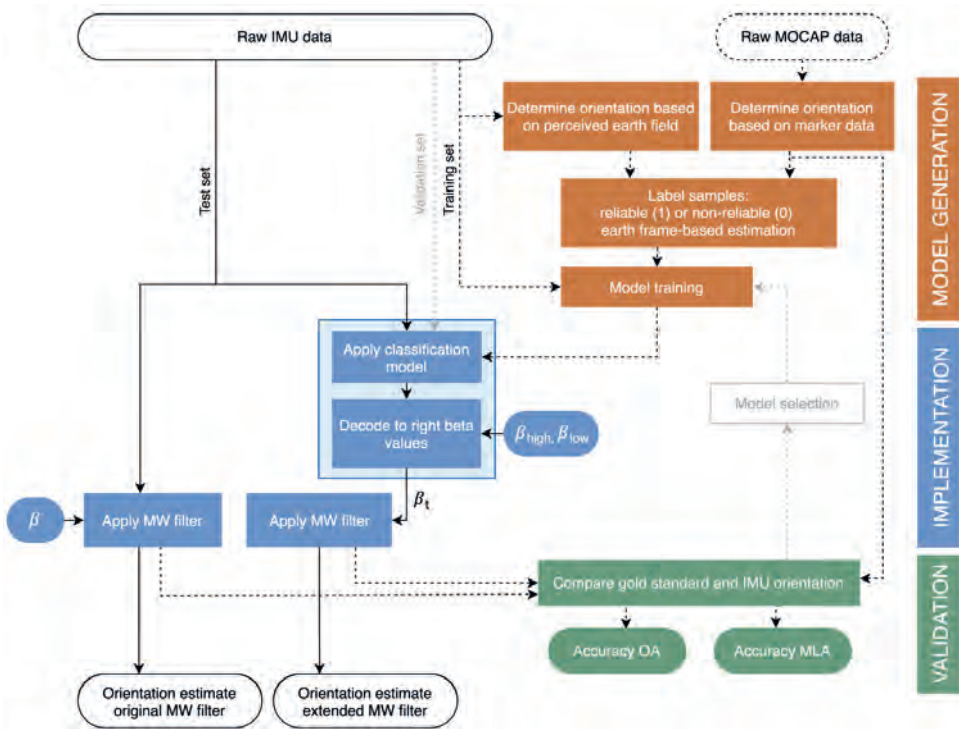 Raw IMU data
Raw MOCAP data
Determine orientation based
on perceived earth field
Determine orientation
based on marker data
Test set
Validation set
Training set
Label samples:
reliable (1) or non-reliable (0)
earth frame-based estimation
Model training
MODEL GENERATION
Apply classification
model
Decode to right beta
values
βhigh, βlow
Model selection
IMPLEMENTATION
βt
β
Apply MW filter
Apply MW filter
Compare gold standard and IMU orientation
Accuracy OA
Accuracy MLA
VALIDATION
Orientation estimate
original MW filter
Orientation estimate
extended MW filter